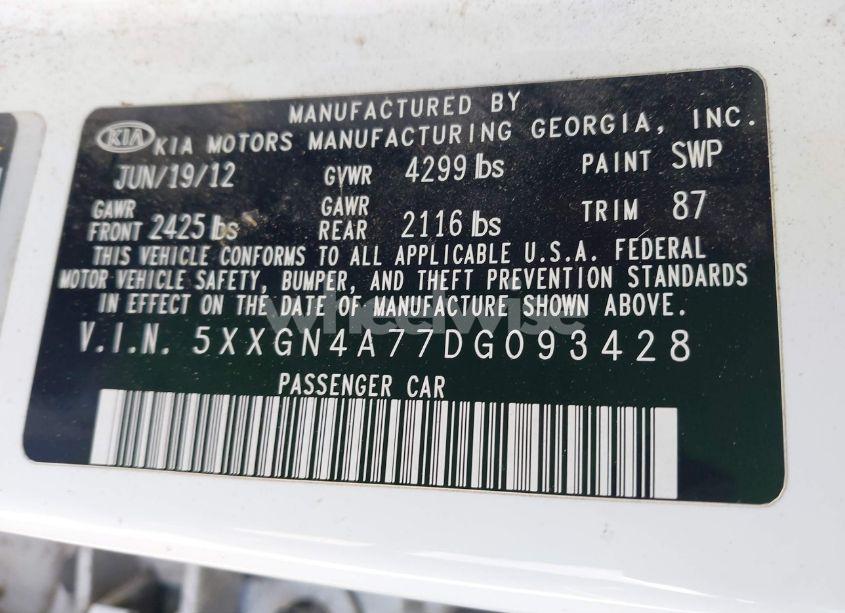 MANUFACTURED BY
KIA KIA MOTORS MANUFACTURING GEORGIA, INC.
JUN/19/12 GVWR 4299 lbs PAINT SWP
GAWR FRONT 2425 lbs GAWR REAR 2116 lbs TRIM 87
THIS VEHICLE CONFORMS TO ALL APPLICABLE U.S.A. FEDERAL
MOTOR VEHICLE SAFETY, BUMPER, AND THEFT PREVENTION STANDARDS
IN EFFECT ON THE DATE OF MANUFACTURE SHOWN ABOVE.
wheelwise
V.I.N. 5XXGN4A77DG093428
PASSENGER CAR